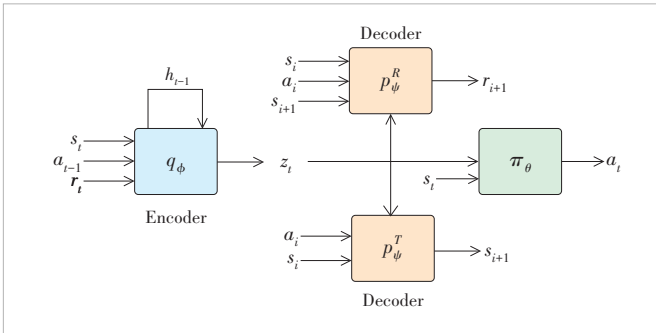 Decoder
h_{t-1}
s_i
a_i
s_{i+1}
p_ψ^R
r_{i+1}
s_t
a_{t-1}
r_t
q_ϕ
z_t
s_t
π_θ
a_t
Encoder
a_i
s_i
p_ψ^T
s_{i+1}
Decoder